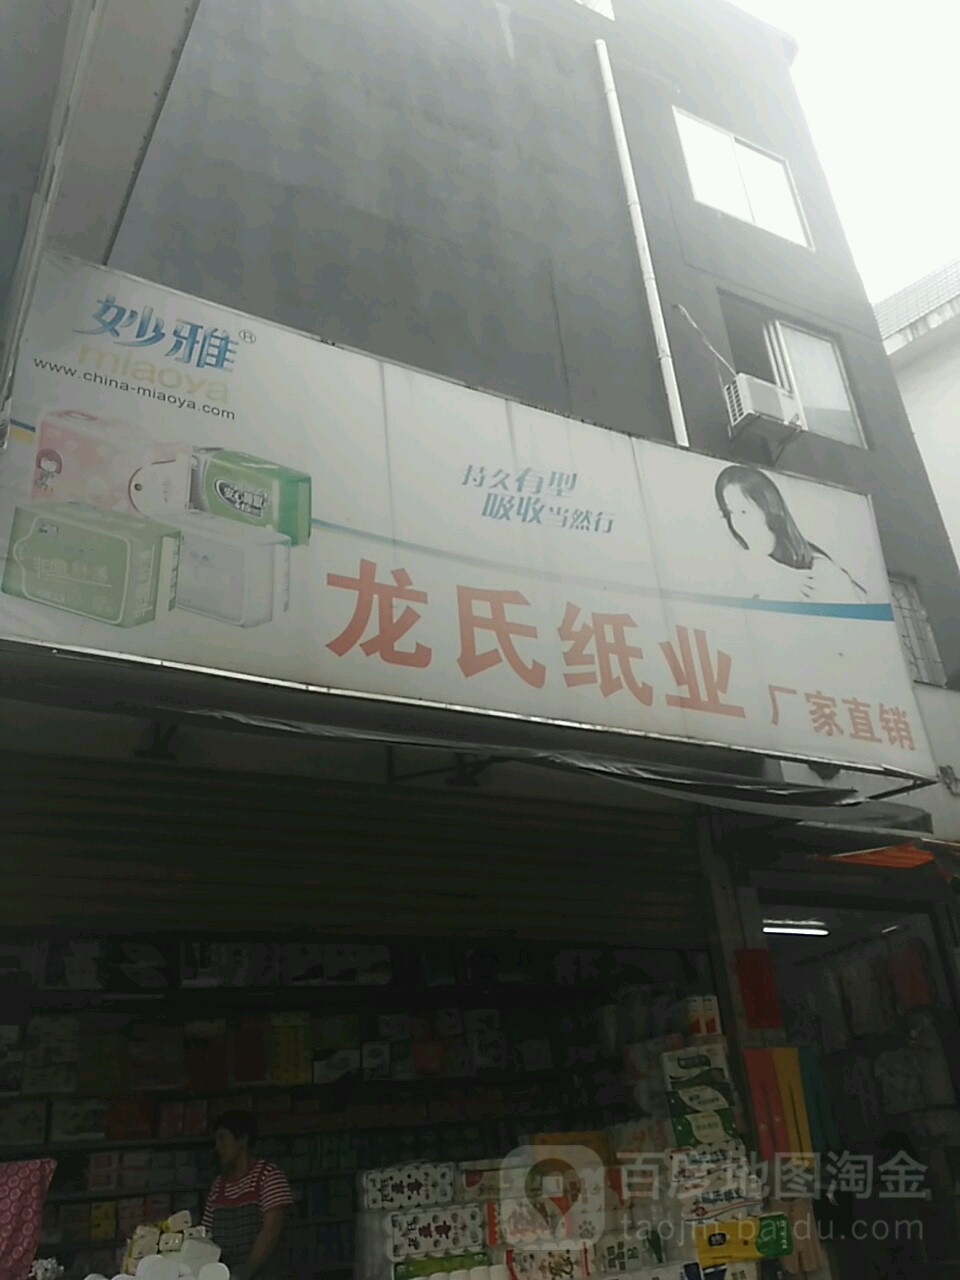 妙雅®
miaoya
www.china-miaoya.com
持久有型
吸收当然行
龙氏纸业
厂家直销
百度地图淘金
taojin.baidu.com